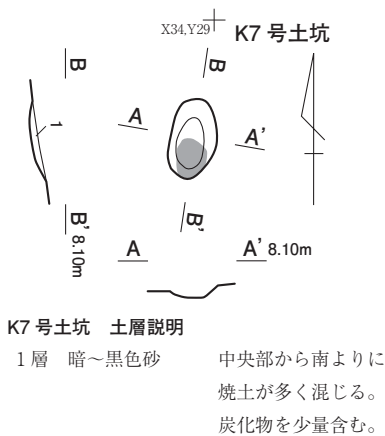 X34,Y29
K7 号土坑
B
B
A
A'
1
B'
B' 8.10m
A
A' 8.10m
K7 号土坑 土層説明
1 層 暗～黒色砂 中央部から南よりに
焼土が多く混じる。
炭化物を少量含む。